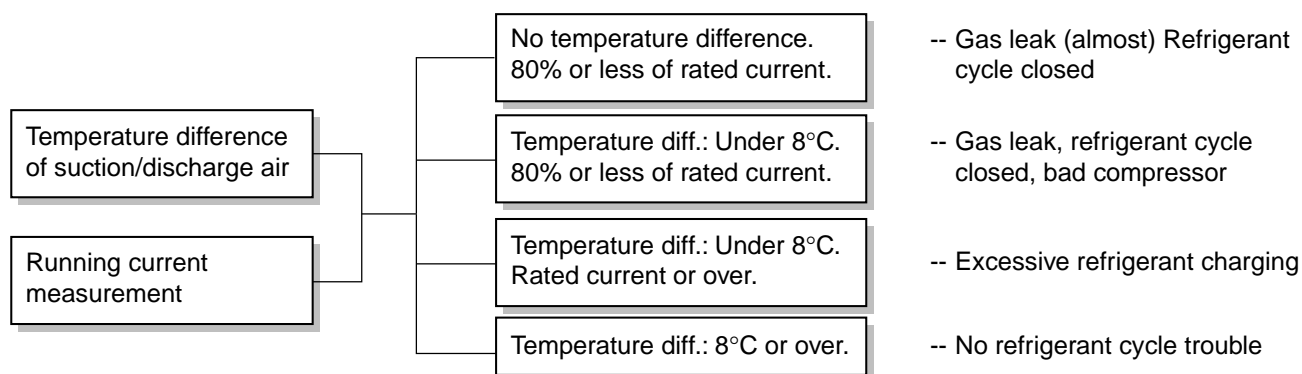 Temperature difference
of suction/discharge air
Running current
measurement
No temperature difference.
80% or less of rated current.
-- Gas leak (almost) Refrigerant
cycle closed
Temperature diff.: Under 8°C.
80% or less of rated current.
-- Gas leak, refrigerant cycle
closed, bad compressor
Temperature diff.: Under 8°C.
Rated current or over.
-- Excessive refrigerant charging
Temperature diff.: 8°C or over.
-- No refrigerant cycle trouble